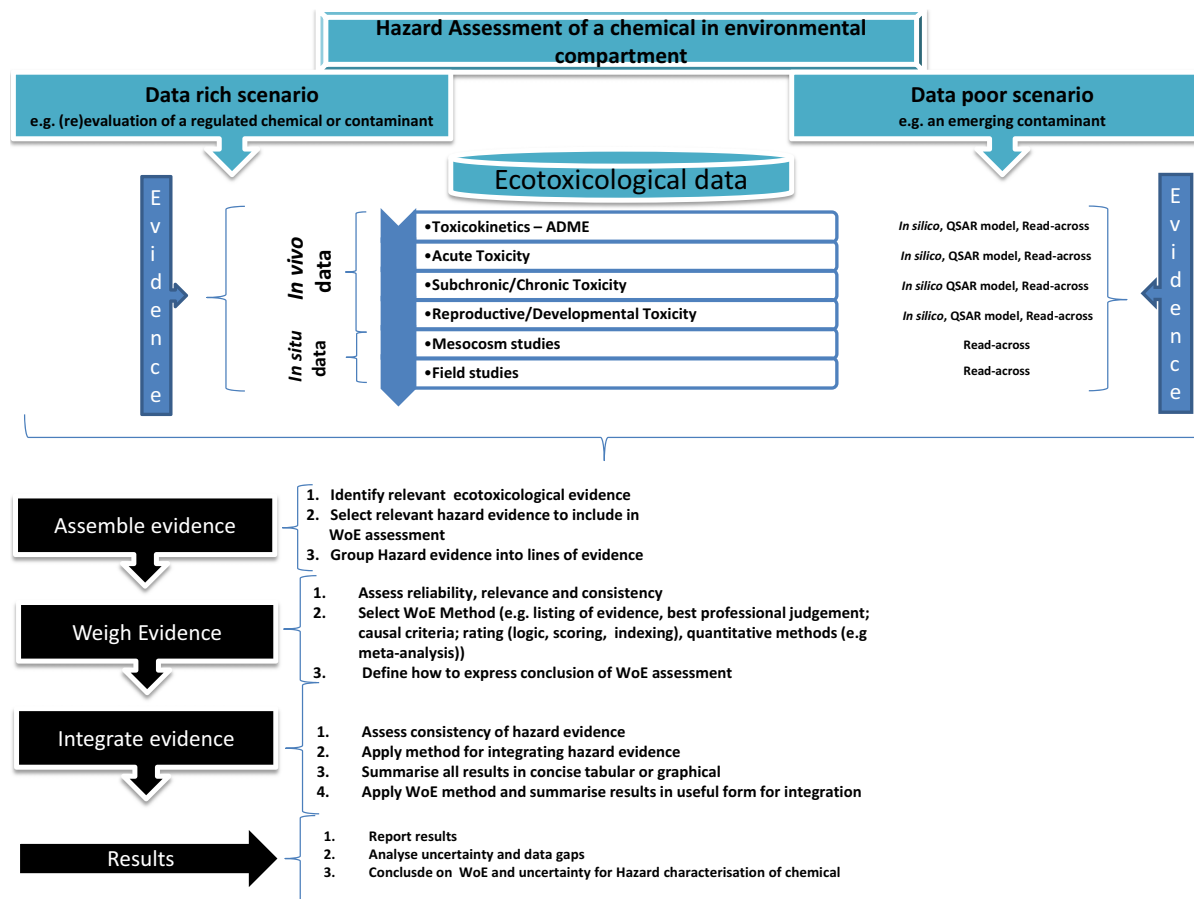 Hazard Assessment of a chemical in environmental
compartment
Data rich scenario
e.g. (re)evaluation of a regulated chemical or contaminant
Data poor scenario
e.g. an emerging contaminant
Ecotoxicological data
Evidence
In vivo
data
In situ
data
•Toxicokinetics – ADME
•Acute Toxicity
•Subchronic/Chronic Toxicity
•Reproductive/Developmental Toxicity
•Mesocosm studies
•Field studies
In silico, QSAR model, Read-across
In silico, QSAR model, Read-across
In silico QSAR model, Read-across
In silico, QSAR model, Read-across
Read-across
Read-across
Evidence
Assemble evidence
1. Identify relevant ecotoxicological evidence
2. Select relevant hazard evidence to include in
WoE assessment
3. Group Hazard evidence into lines of evidence
Weigh Evidence
1. Assess reliability, relevance and consistency
2. Select WoE Method (e.g. listing of evidence, best professional judgement;
causal criteria; rating (logic, scoring, indexing), quantitative methods (e.g
meta-analysis))
3. Define how to express conclusion of WoE assessment
Integrate evidence
1. Assess consistency of hazard evidence
2. Apply method for integrating hazard evidence
3. Summarise all results in concise tabular or graphical
4. Apply WoE method and summarise results in useful form for integration
Results
1. Report results
2. Analyse uncertainty and data gaps
3. Conclusde on WoE and uncertainty for Hazard characterisation of chemical